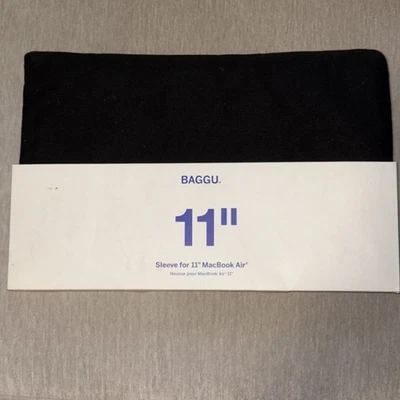 BAGGU.
11"
Sleeve for 11" MacBook Air®
Housse pour MacBook Air 11"